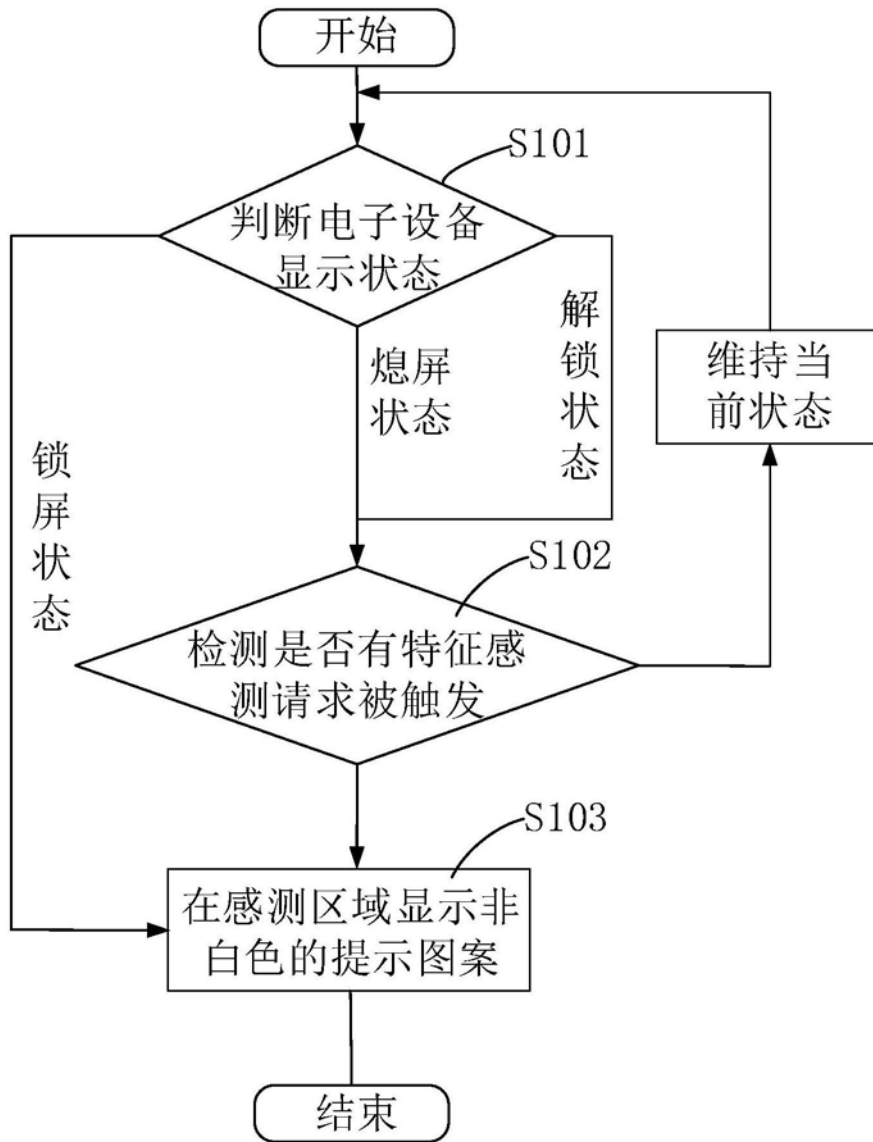 开始
S101
判断电子设备
显示状态
熄屏
状态
解锁状态
维持当
前状态
锁屏状态
S102
检测是否有特征感
测请求被触发
S103
在感测区域显示非
白色的提示图案
结束